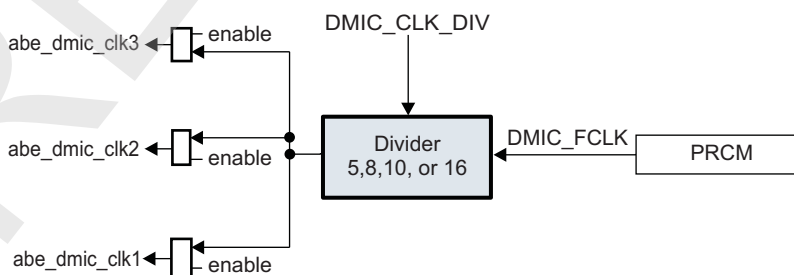 enable
DMIC_CLK_DIV
abe_dmic_clk3
Divider
5,8,10, or 16
DMIC_FCLK
PRCM
abe_dmic_clk2
enable
abe_dmic_clk1
enable